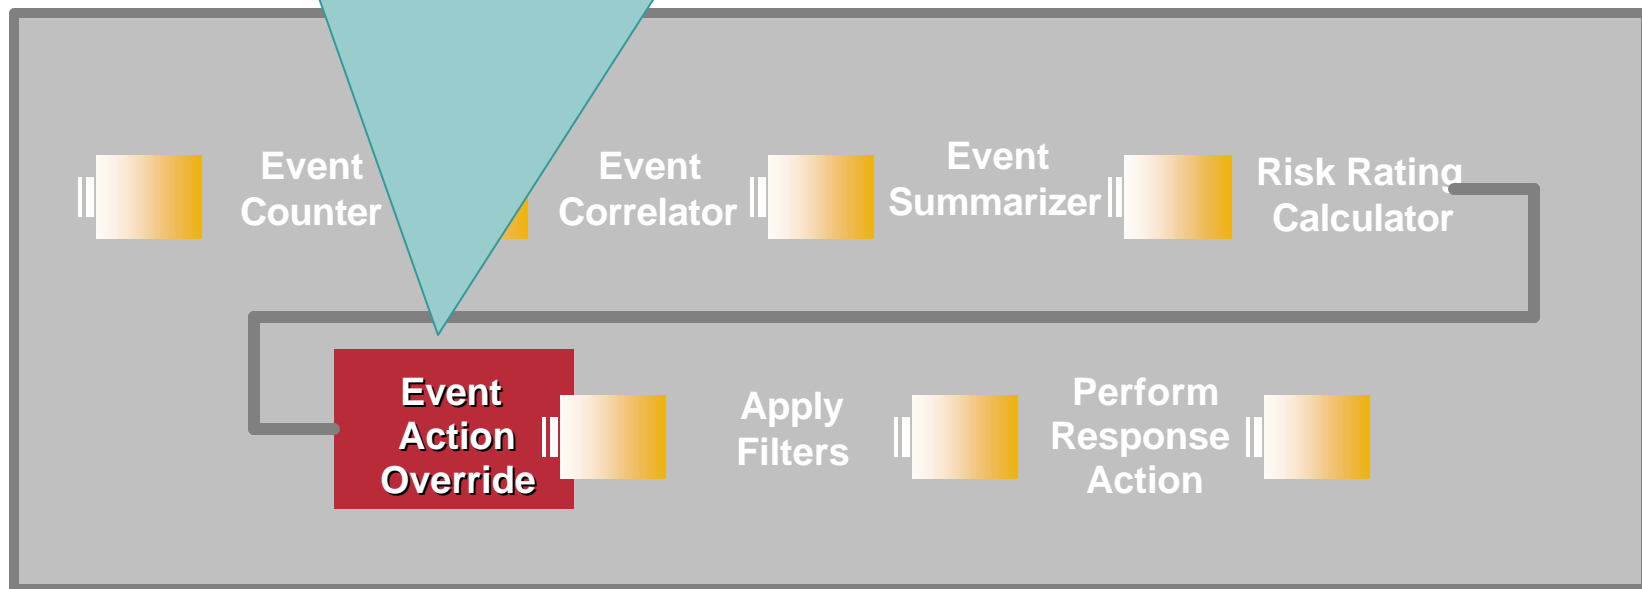 Event
Counter
Event
Correlator
Event
Summarizer
Risk Rating
Calculator
Event
Action
Override
Apply
Filters
Perform
Response
Action